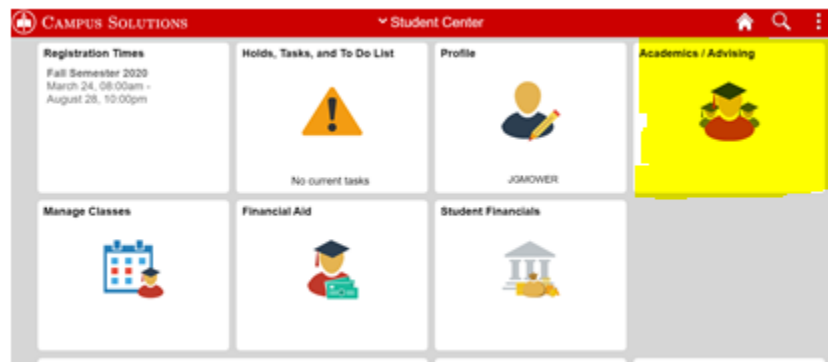 CAMPUS SOLUTIONS
Student Center
Registration Times
Fall Semester 2020
March 24, 08:00am -
August 28, 10:00pm
Holds, Tasks, and To Do List
No current tasks
Profile
JGMOWER
Academics / Advising
Manage Classes
Financial Aid
Student Financials